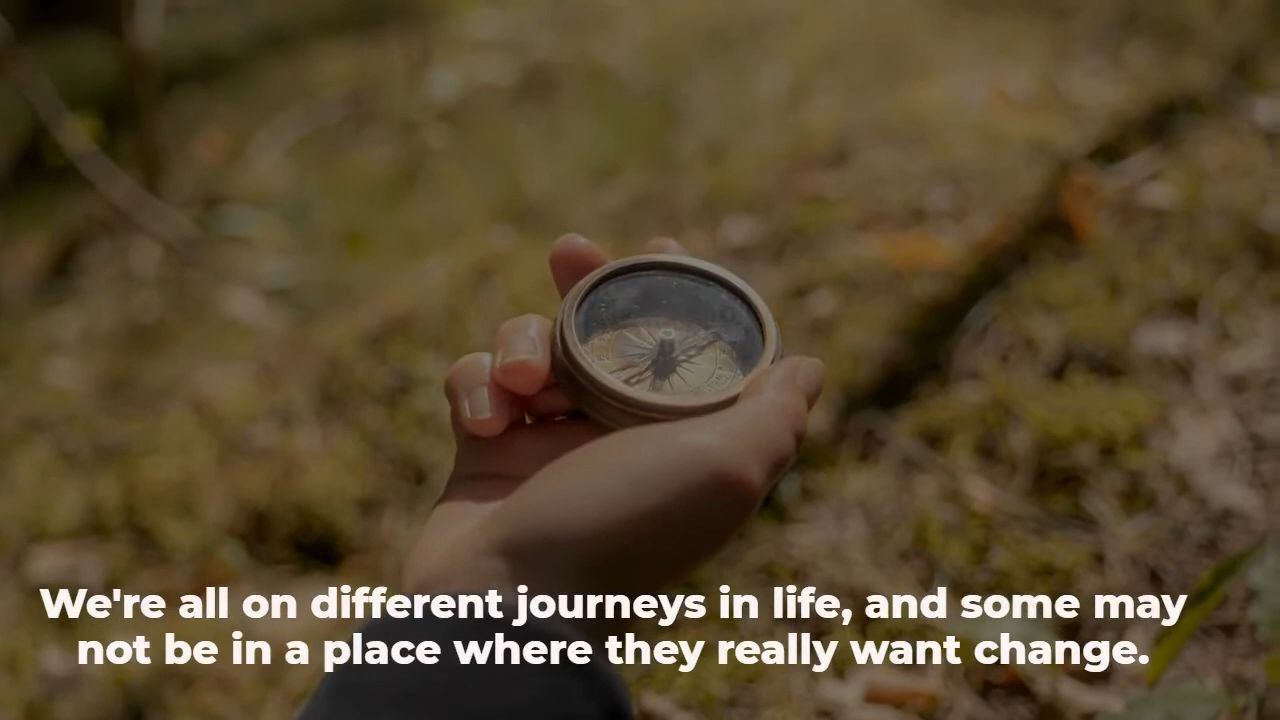 We're all on different journeys in life, and some may
not be in a place where they really want change.